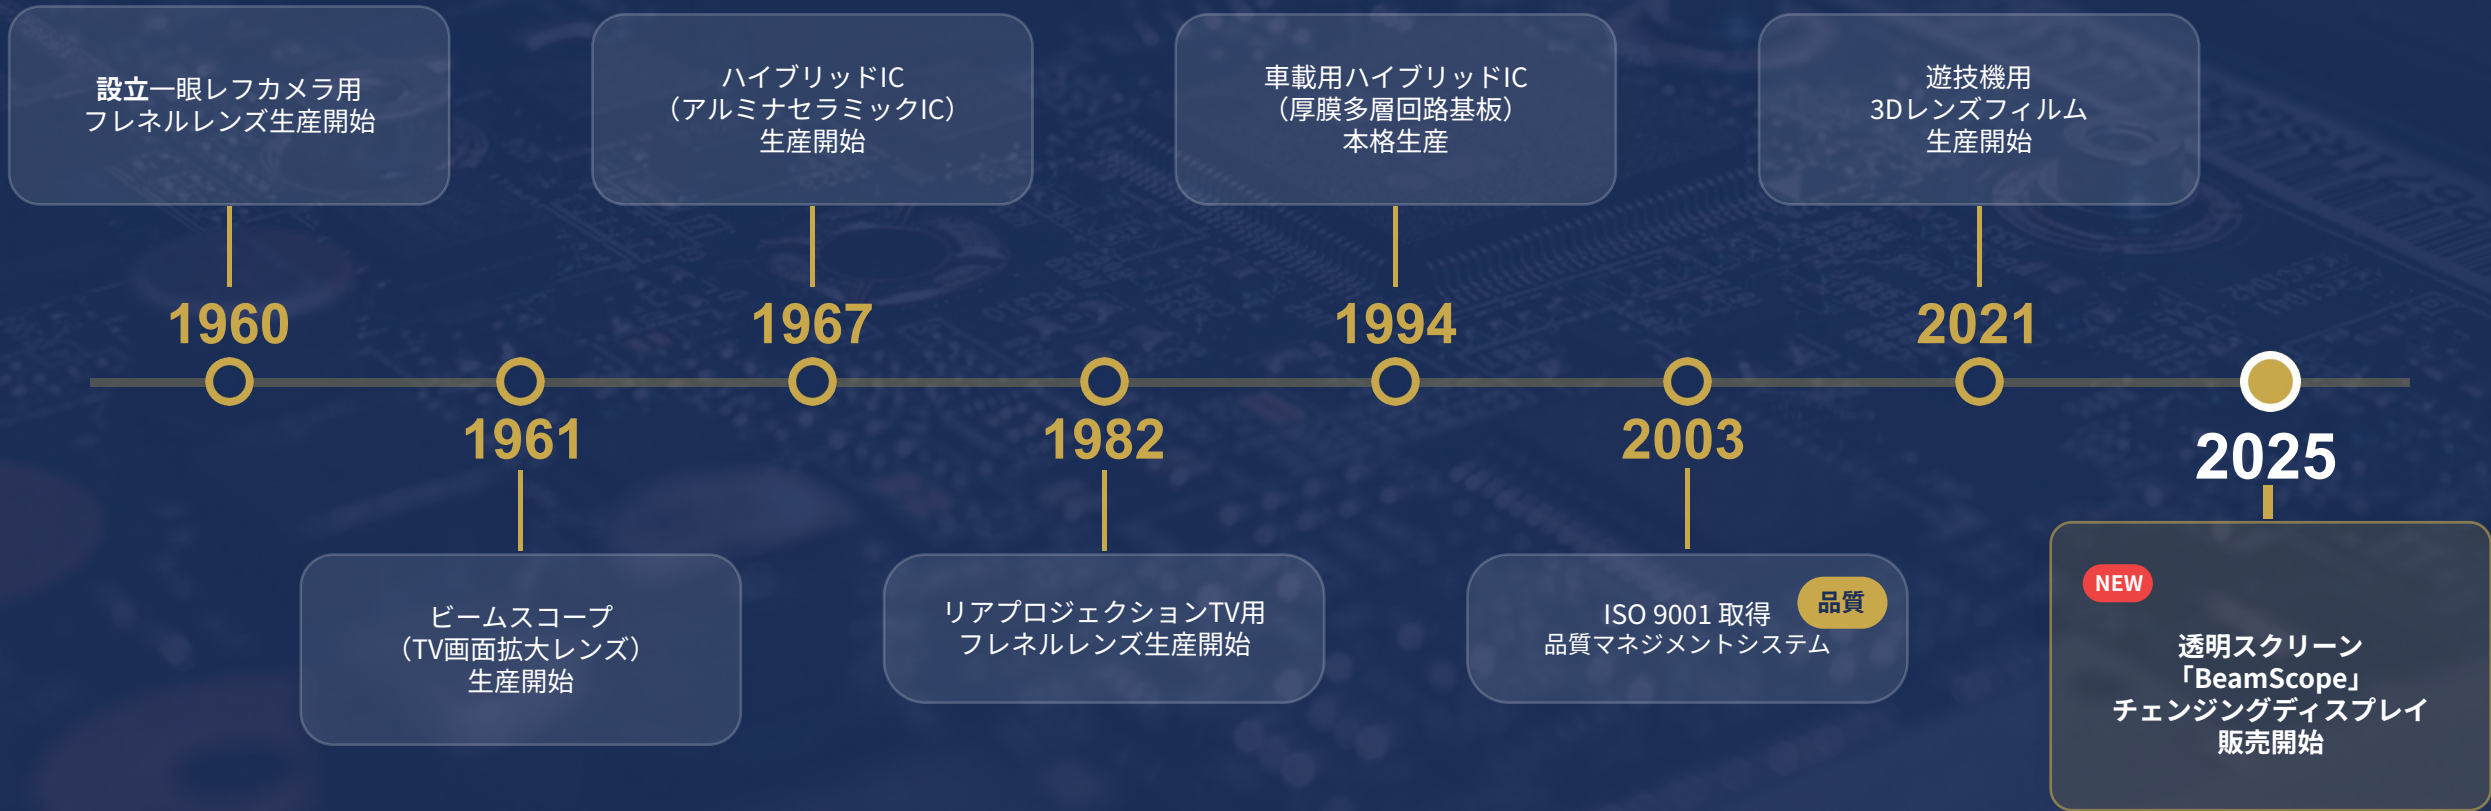 設立一眼レフカメラ用
フレネルレンズ生産開始
1960
1961
ビームスコープ
（TV画面拡大レンズ）
生産開始
ハイブリッドIC
（アルミナセラミックIC）
生産開始
1967
1982
リアプロジェクションTV用
フレネルレンズ生産開始
車載用ハイブリッドIC
（厚膜多層回路基板）
本格生産
1994
2003
ISO 9001 取得
品質
品質マネジメントシステム
遊技機用
3Dレンズフィルム
生産開始
2021
2025
NEW
透明スクリーン
「BeamScope」
チェンジングディスプレイ
販売開始